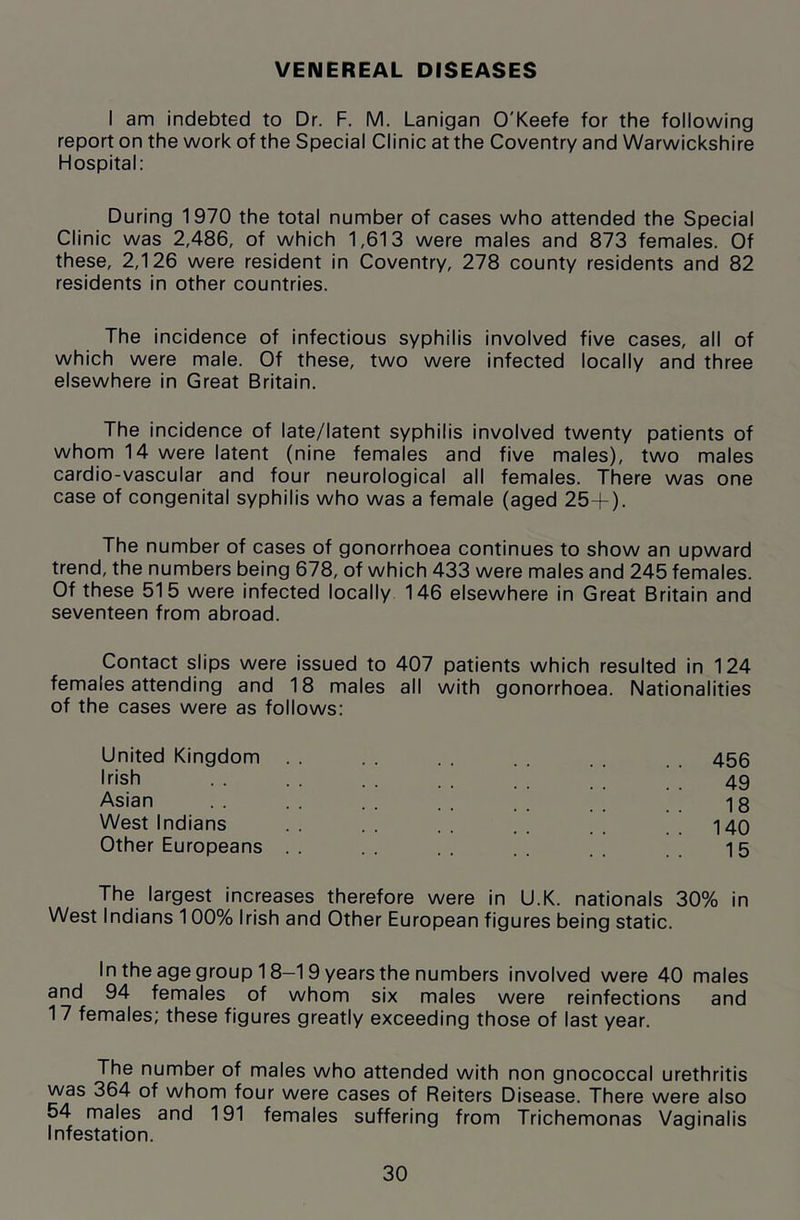 VENEREAL DISEASES
I am indebted to Dr. F. M. Lanigan O'Keefe for the following
report on the work of the Special Clinic at the Coventry and Warwickshire
Hospital:
During 1970 the total number of cases who attended the Special
Clinic was 2,486, of which 1,613 were males and 873 females. Of
these, 2,126 were resident in Coventry, 278 county residents and 82
residents in other countries.
The incidence of infectious syphilis involved five cases, all of
which were male. Of these, two were infected locally and three
elsewhere in Great Britain.
The incidence of late/latent syphilis involved twenty patients of
whom 14 were latent (nine females and five males), two males
cardio-vascular and four neurological all females. There was one
case of congenital syphilis who was a female (aged 25+).
The number of cases of gonorrhoea continues to show an upward
trend, the numbers being 678, of which 433 were males and 245 females.
Of these 515 were infected locally 146 elsewhere in Great Britain and
seventeen from abroad.
Contact slips were issued to 407 patients which resulted in 124
females attending and 18 males all with gonorrhoea. Nationalities
of the cases were as follows:
United Kingdom . . . . . . . . . . . . 456
Irish . . . . . . . . . . . . . . 49
Asian . . . . . . . . . . . . . . 18
West Indians . . . . . . . . . . . . 140
Other Europeans . . . . . . . . . . . . 15
The largest increases therefore were in U.K. nationals 30% in
West Indians 100% Irish and Other European figures being static.
In the age group 18–19 years the numbers involved were 40 males
and 94 females of whom six males were reinfections and
17 females; these figures greatly exceeding those of last year.
The number of males who attended with non gnococcal urethritis
was 364 of whom four were cases of Reiters Disease. There were also
54 males and 191 females suffering from Trichemonas Vaginalis
Infestation.
30